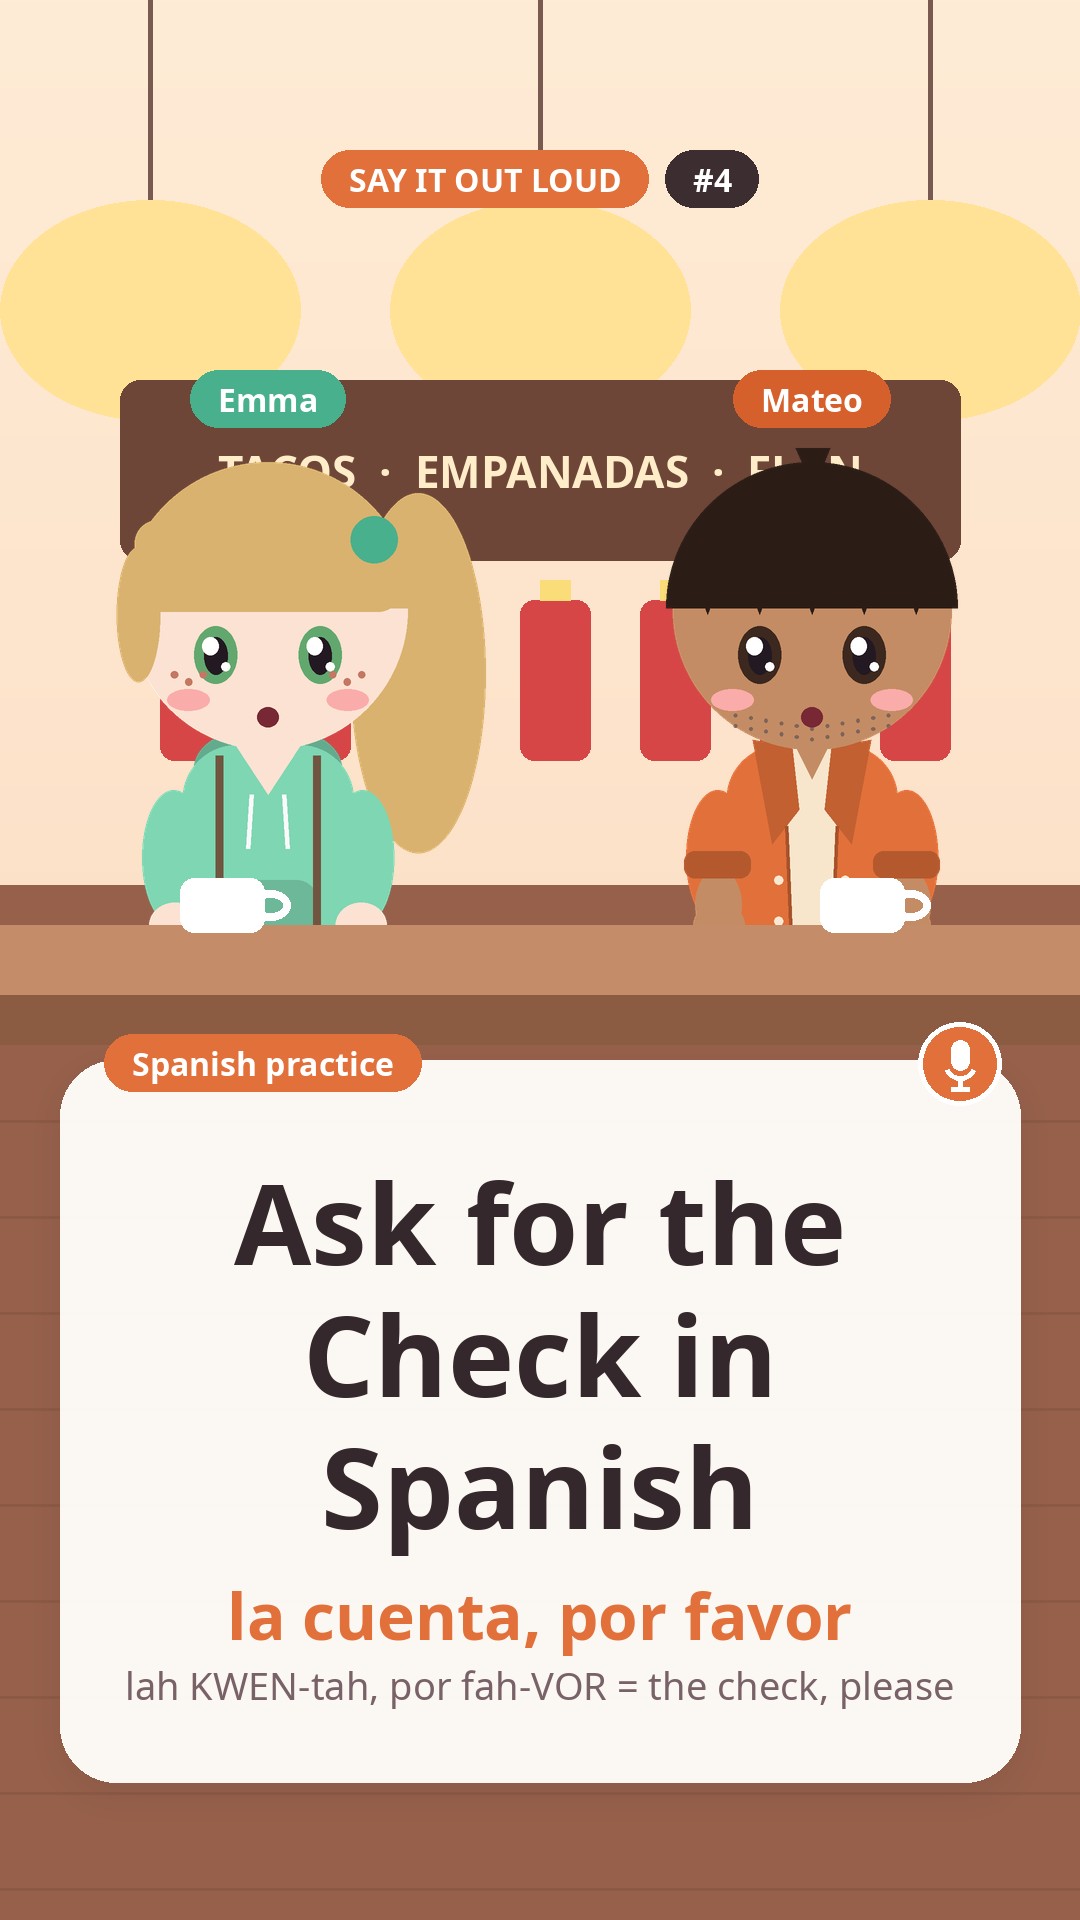 SAY IT OUT LOUD #4
Emma Mateo
TACOS · EMPANADAS ·
Spanish practice
Ask for the
Check in
Spanish
la cuenta, por favor
lah KWEN-tah, por fah-VOR = the check, please